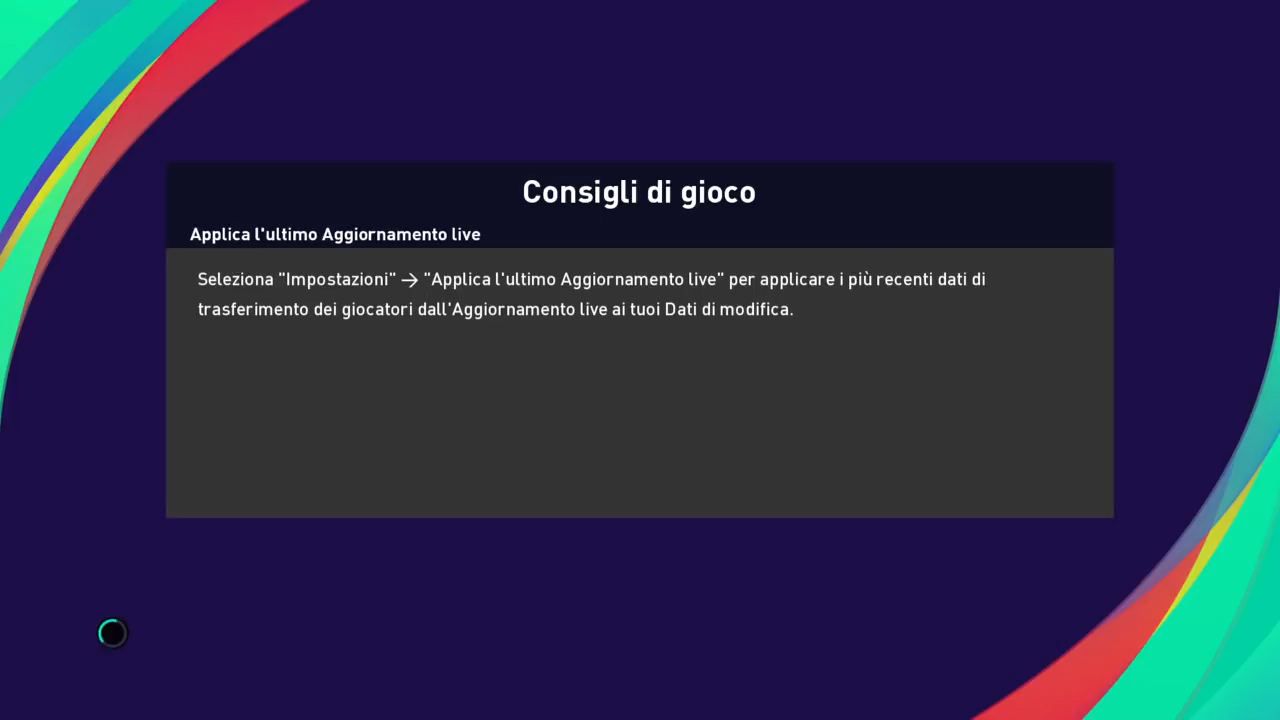 Consigli di gioco
Applica l'ultimo Aggiornamento live
Seleziona "Impostazioni" → "Applica l'ultimo Aggiornamento live" per applicare i più recenti dati di
trasferimento dei giocatori dall'Aggiornamento live ai tuoi Dati di modifica.